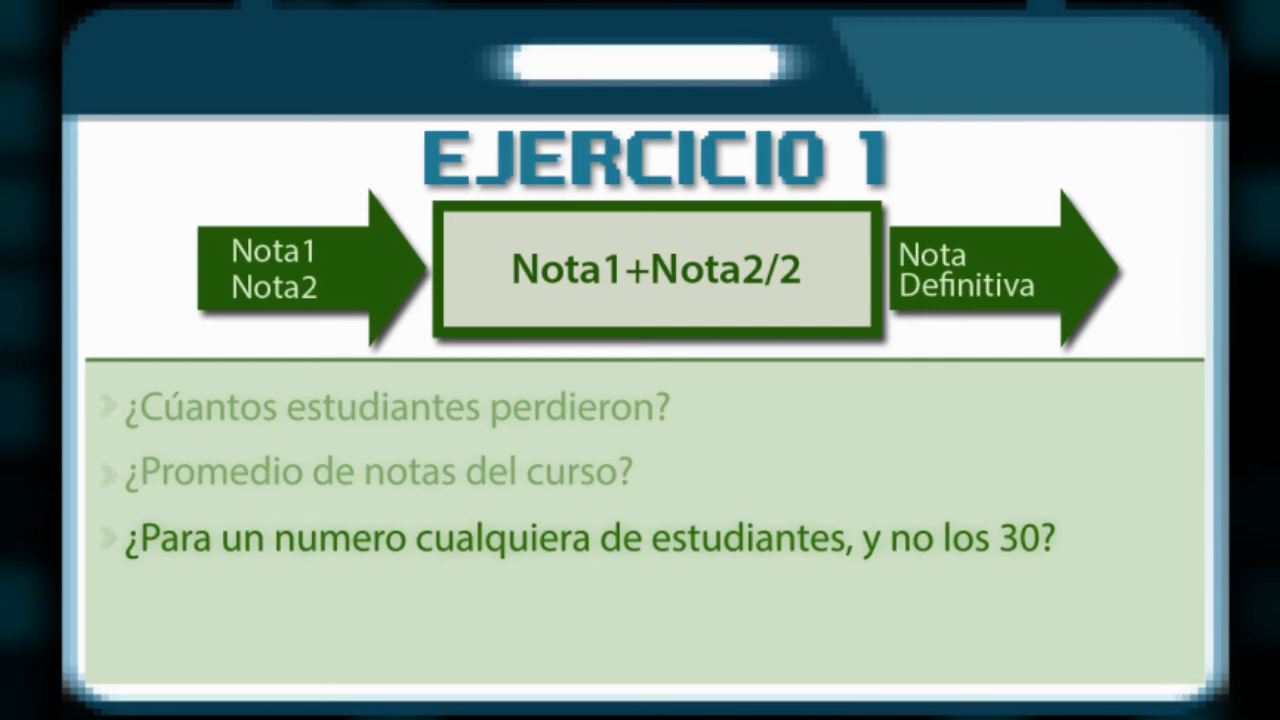 EJERCICIO 1
Nota1
Nota2
Nota1+Nota2/2
Nota
Definitiva
¿Cúantos estudiantes perdieron?
¿Promedio de notas del curso?
¿Para un numero cualquiera de estudiantes, y no los 30?